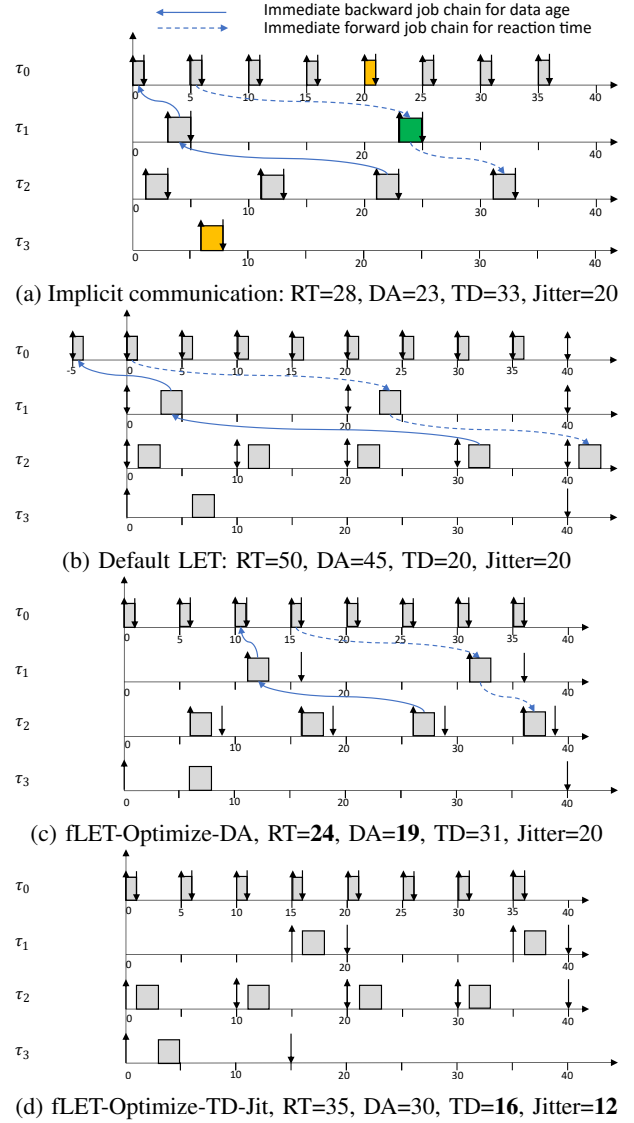 Immediate backward job chain for data age
Immediate forward job chain for reaction time
τ0
0 5 10 15 20 25 30 35 40
τ1
0 20 40
τ2
0 10 20 30 40
τ3
0 10 20 30 40
(a) Implicit communication: RT=28, DA=23, TD=33, Jitter=20
τ0
-5 0 5 10 15 20 25 30 35 40
τ1
0 20 40
τ2
0 10 20 30 40
τ3
0 10 20 30 40
(b) Default LET: RT=50, DA=45, TD=20, Jitter=20
τ0
0 5 10 15 20 25 30 35 40
τ1
0 20 40
τ2
0 10 20 30 40
τ3
0 10 20 30 40
(c) fLET-Optimize-DA, RT=24, DA=19, TD=31, Jitter=20
τ0
0 5 10 15 20 25 30 35 40
τ1
0 20 40
τ2
0 10 20 30 40
τ3
0 10 20 30 40
(d) fLET-Optimize-TD-Jit, RT=35, DA=30, TD=16, Jitter=12